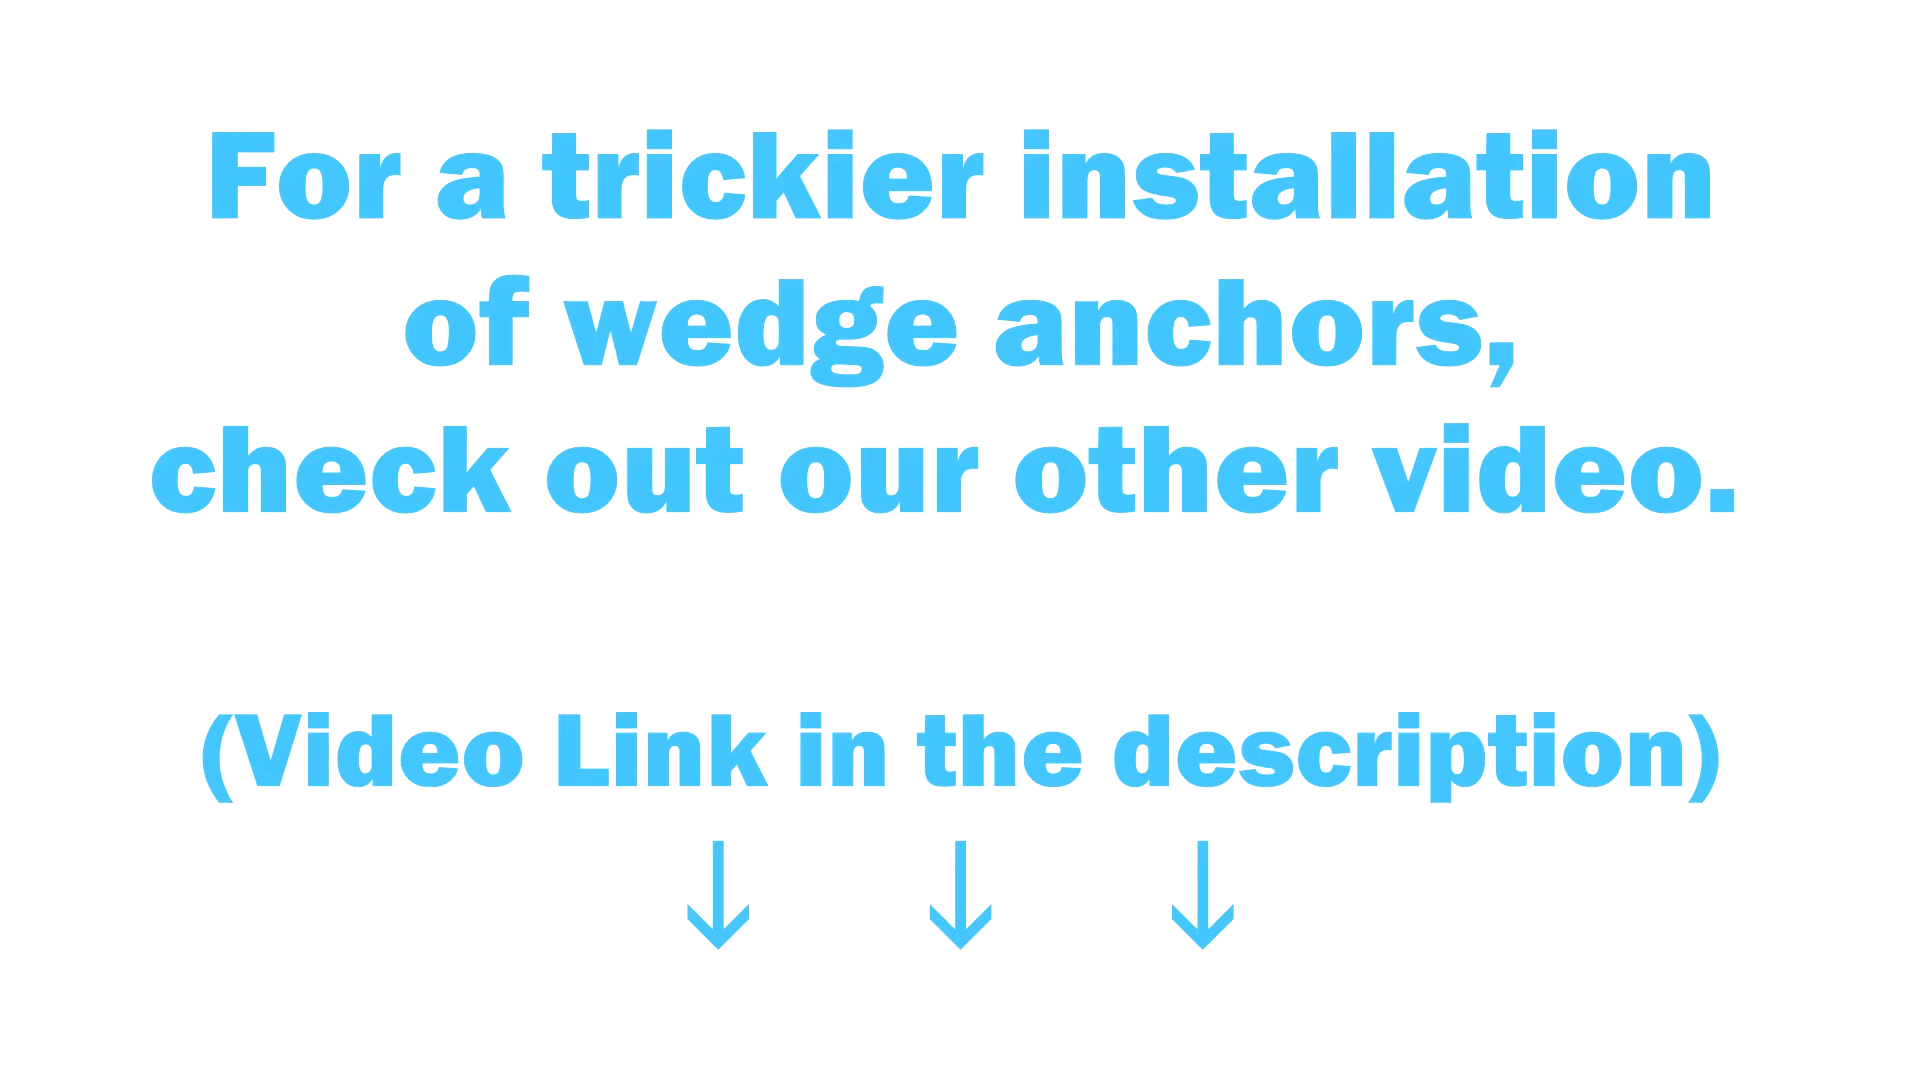 For a trickier installation
of wedge anchors,
check out our other video.
(Video Link in the description)
↓ ↓ ↓